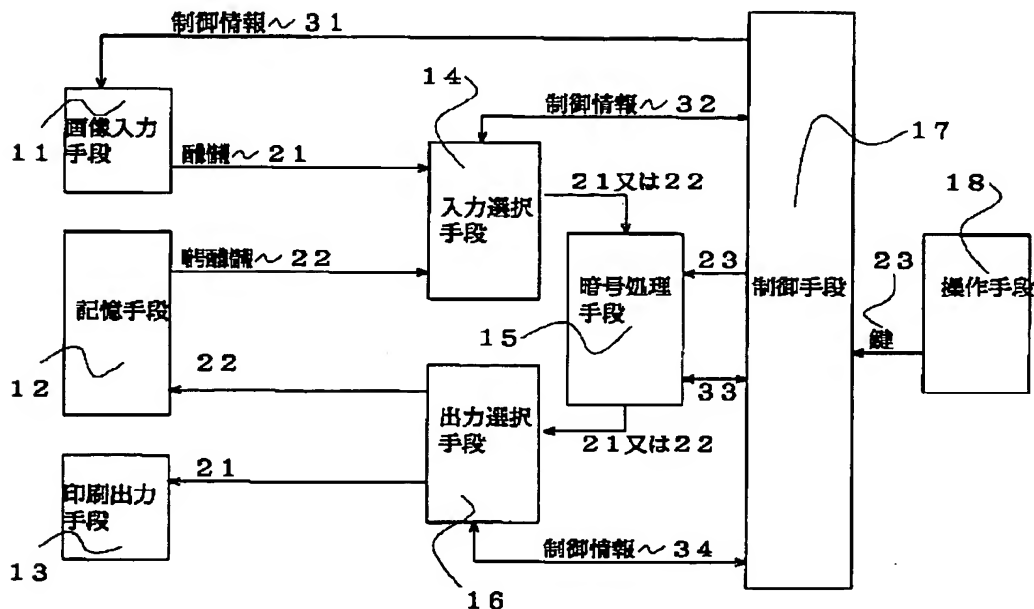 制御情報～31
14
制御情報～32
11
画像入力
手段
画像情報～21
17
入力選択
手段
21又は22
18
暗号画像情報～22
23
暗号処理
手段
制御手段
23
操作手段
記憶手段
15
鍵
12
22
33
出力選択
手段
21又は22
21
印刷出力
手段
制御情報～34
13
16